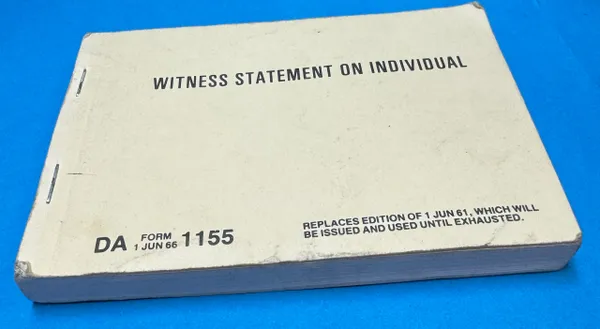 WITNESS STATEMENT ON INDIVIDUAL
DA FORM 1 JUN 66 1155
REPLACES EDITION OF 1 JUN 61, WHICH WILL
BE ISSUED AND USED UNTIL EXHAUSTED.